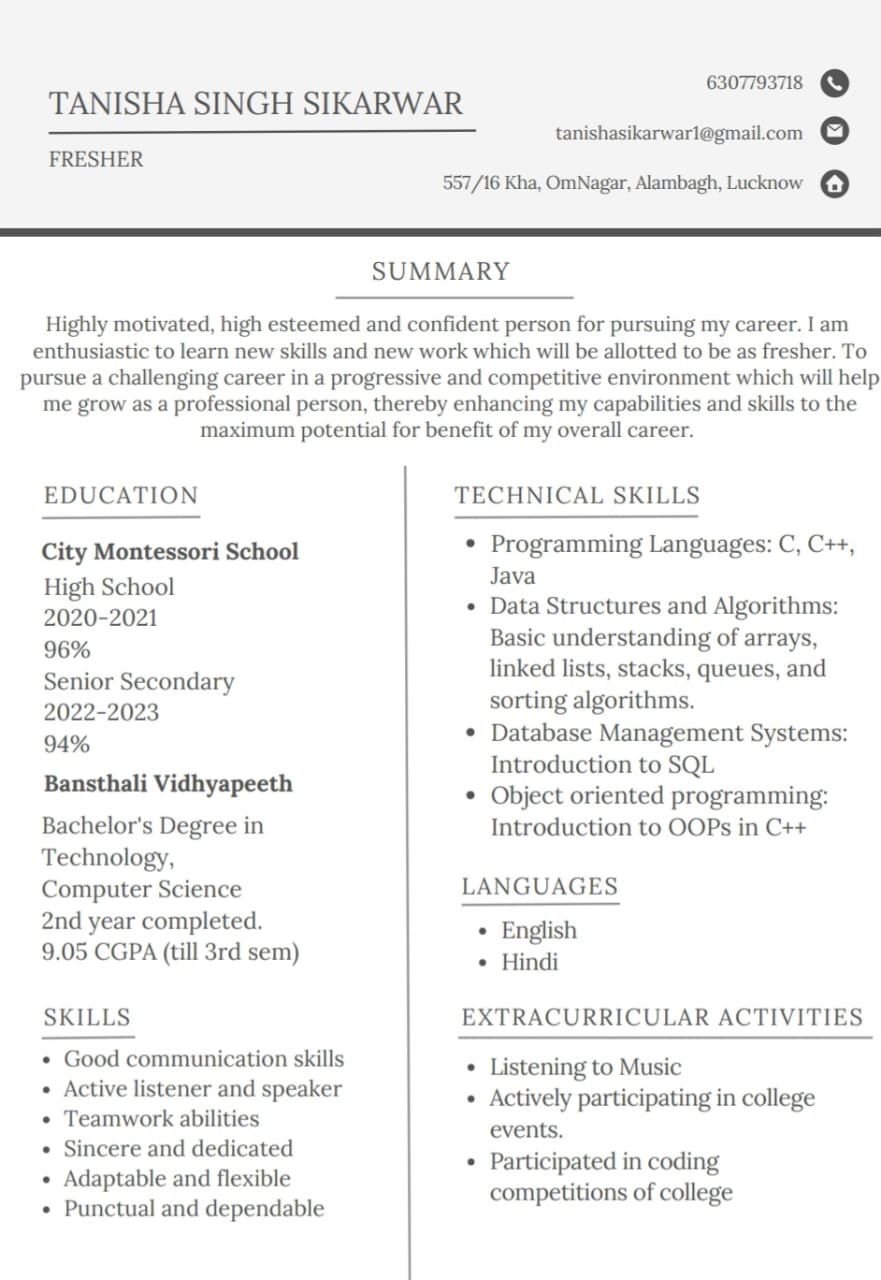 TANISHA SINGH SIKARWAR
FRESHER
6307793718
tanishasikarwar1@gmail.com
557/16 Kha, OmNagar, Alambagh, Lucknow
SUMMARY
Highly motivated, high esteemed and confident person for pursuing my career. I am
enthusiastic to learn new skills and new work which will be allotted to be as fresher. To
pursue a challenging career in a progressive and competitive environment which will help
me grow as a professional person, thereby enhancing my capabilities and skills to the
maximum potential for benefit of my overall career.
EDUCATION
City Montessori School
High School
2020-2021
96%
Senior Secondary
2022-2023
94%
Bansthali Vidhyapeeth
Bachelor's Degree in
Technology,
Computer Science
2nd year completed.
9.05 CGPA (till 3rd sem)
SKILLS
• Good communication skills
• Active listener and speaker
• Teamwork abilities
• Sincere and dedicated
• Adaptable and flexible
• Punctual and dependable
TECHNICAL SKILLS
• Programming Languages: C, C++,
Java
• Data Structures and Algorithms:
Basic understanding of arrays,
linked lists, stacks, queues, and
sorting algorithms.
• Database Management Systems:
Introduction to SQL
• Object oriented programming:
Introduction to OOPs in C++
LANGUAGES
• English
• Hindi
EXTRACURRICULAR ACTIVITIES
• Listening to Music
• Actively participating in college
events.
• Participated in coding
competitions of college